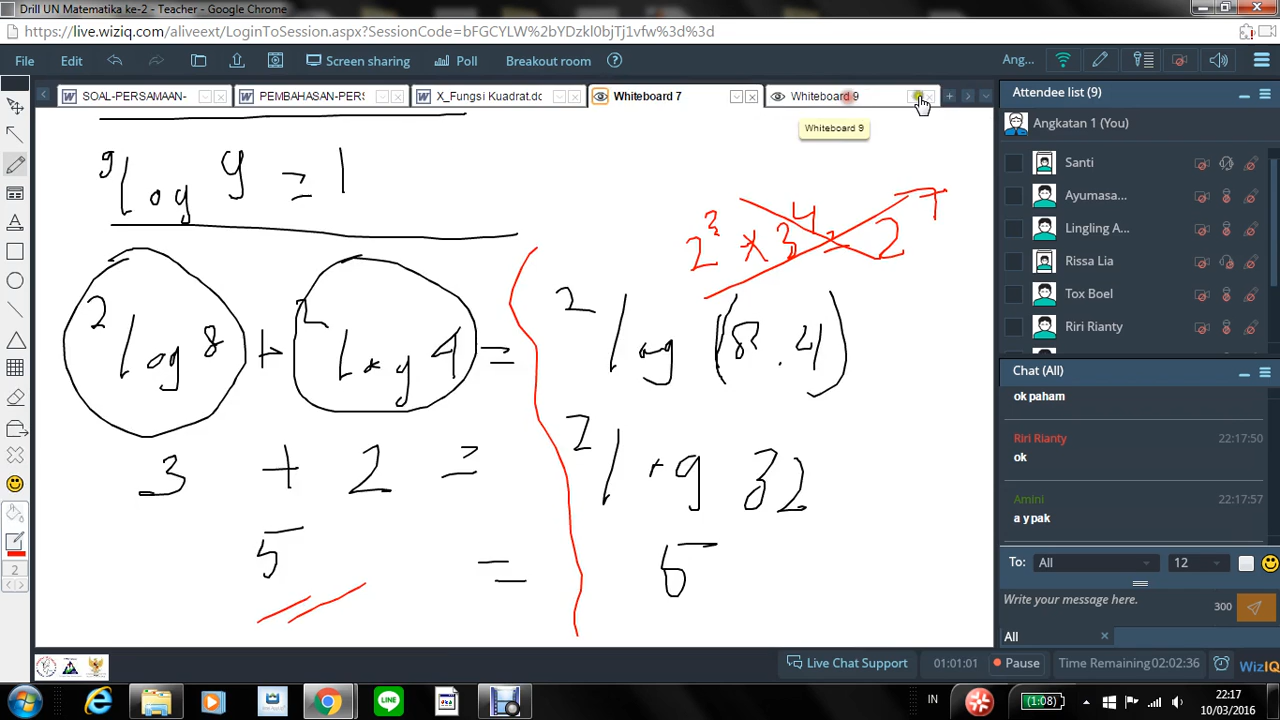 Drill UN Matematika ke-2 - Teacher - Google Chrome
https://live.wiziq.com/aliveext/LoginToSession.aspx?SessionCode=bFGCYLW%2bYDzkl0bjTj1vfw%3d%3d
File Edit Screen sharing Poll Breakout room ? Ang...
SOAL-PERSAMAAN- PEMBAHASAN-PERS X_Fungsi Kuadrat.dc Whiteboard 7 Whiteboard 9
Whiteboard 9
⁹log 9 = 1
2³ × 3⁴ = 2⁷
²log 8 + ²log 4 = ²log (8 . 4)
3 + 2 = ²log 32
5 = 5
Attendee list (9)
Angkatan 1 (You)
Santi
Ayumasa...
Lingling A...
Rissa Lia
Tox Boel
Riri Rianty
Chat (All)
ok paham
Riri Rianty 22:17:50
ok
Amini 22:17:57
a y pak
To: All 12
Write your message here... 300
All
Live Chat Support 01:01:01 Pause Time Remaining 02:02:36 WizIQ
2
IN (1:08) 22:17
10/03/2016
LINE